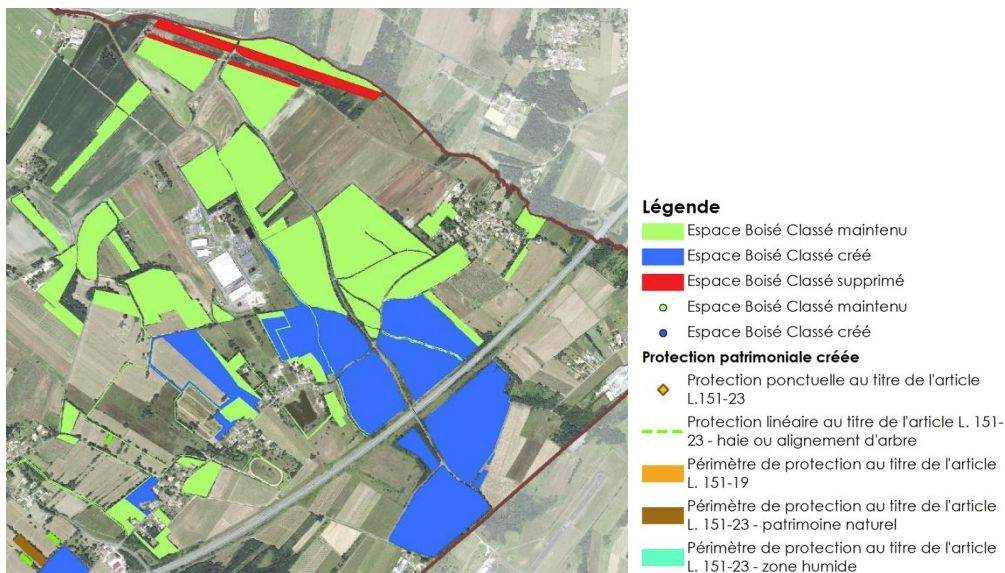 Légende
Espace Boisé Classé maintenu
Espace Boisé Classé créé
Espace Boisé Classé supprimé
Espace Boisé Classé maintenu
Espace Boisé Classé créé
Protection patrimoniale créée
Protection ponctuelle au titre de l'article
L.151-23
Protection linéaire au titre de l'article L. 151-
23 - haie ou alignement d'arbre
Périmètre de protection au titre de l'article
L. 151-19
Périmètre de protection au titre de l'article
L. 151-23 - patrimoine naturel
Périmètre de protection au titre de l'article
L. 151-23 - zone humide